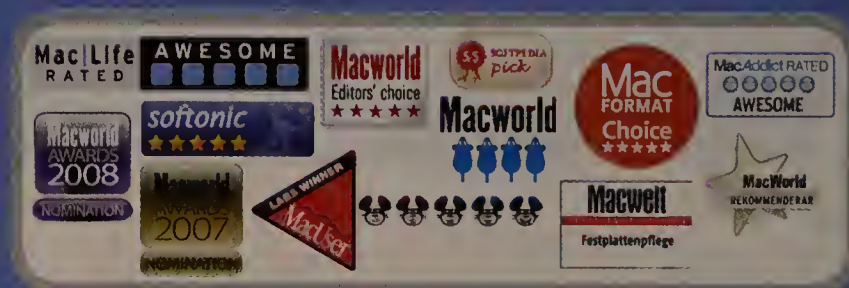 Mac|Life
RATED
AWESOME
Macworld
Editors' choice
SOFTPEDIA
pick
Mac
FORMAT
Choice
MacAddict RATED
AWESOME
Macworld
AWARDS
2008
NOMINATION
softonic
Macworld
Macworld
AWARDS
2007
NOMINATION
LABS WINNER
MacUser
Macwelt
Festplattenpflege
MacWorld
REKOMMENDERAR